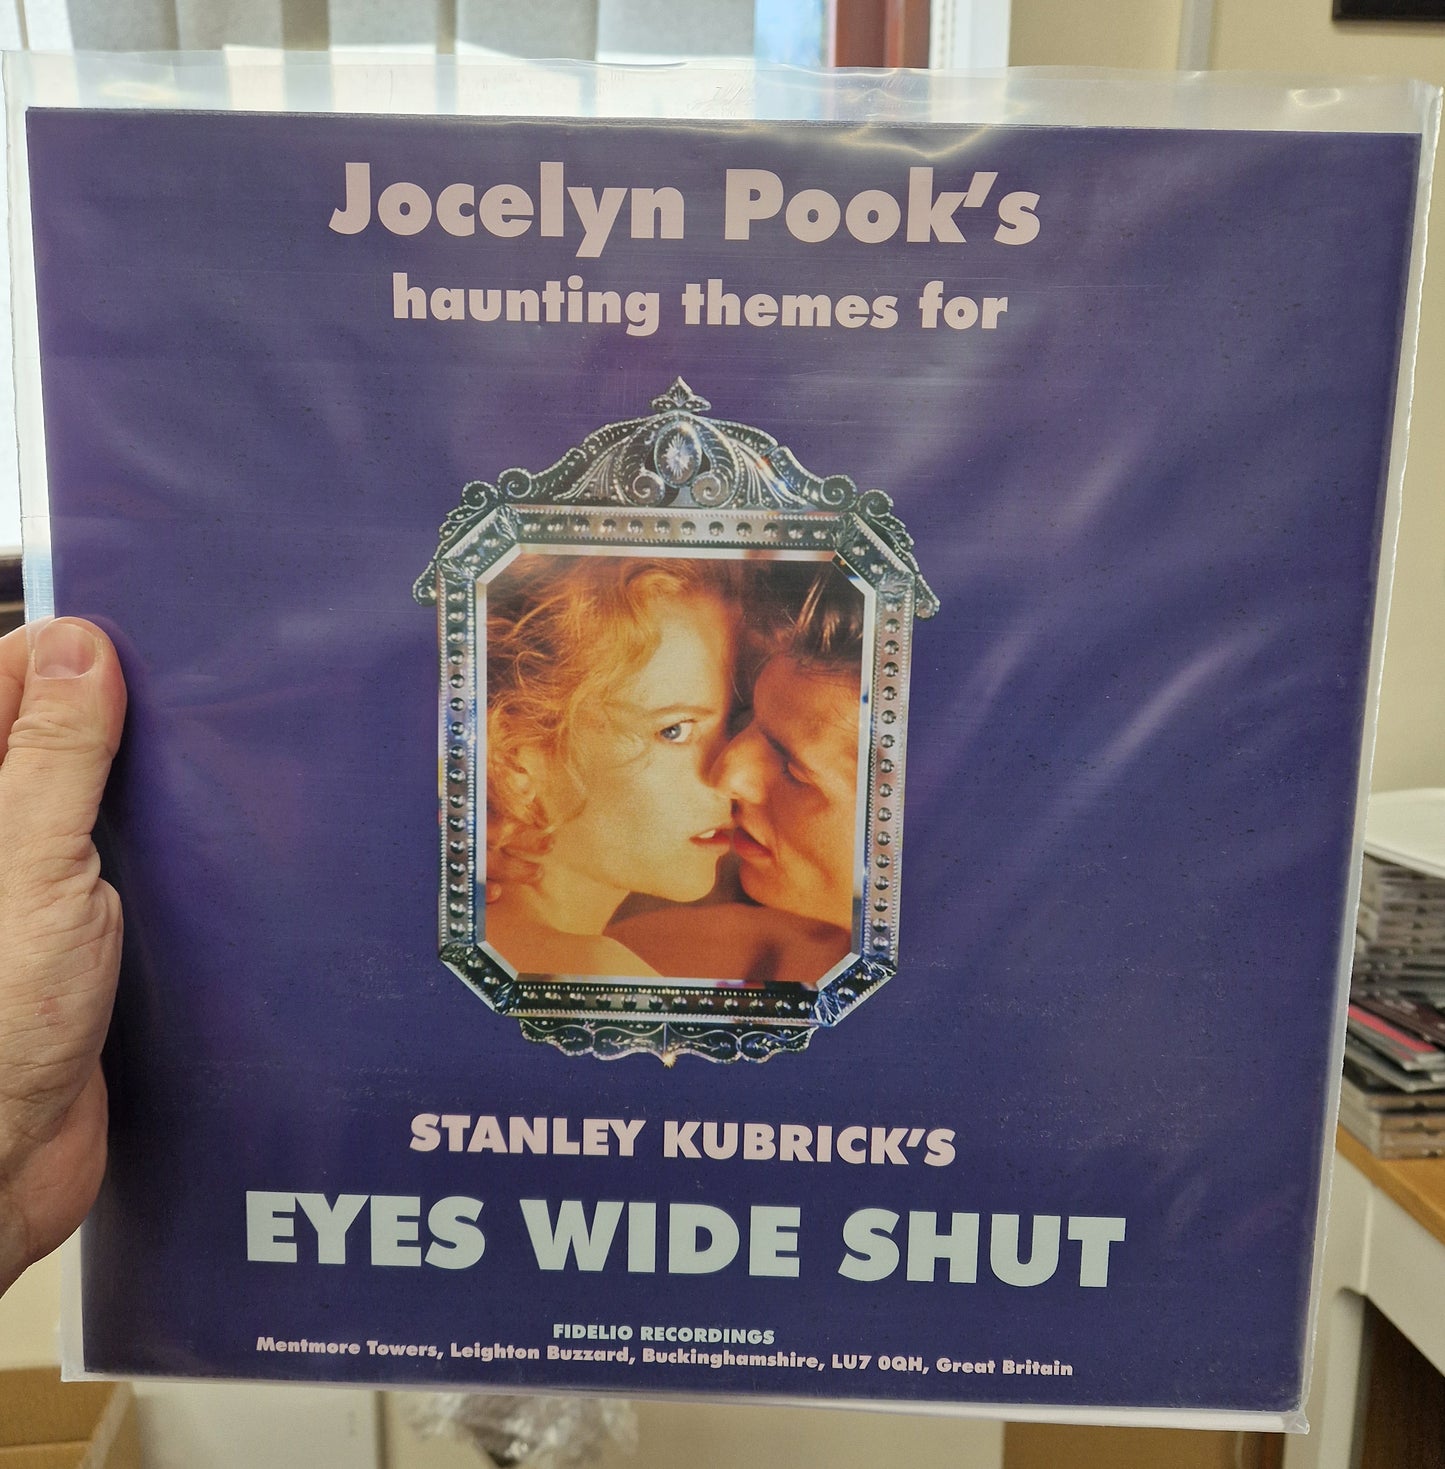 Jocelyn Pook's
haunting themes for
STANLEY KUBRICK'S
EYES WIDE SHUT
FIDELIO RECORDINGS
Mentmore Towers, Leighton Buzzard, Buckinghamshire, LU7 0QH, Great Britain